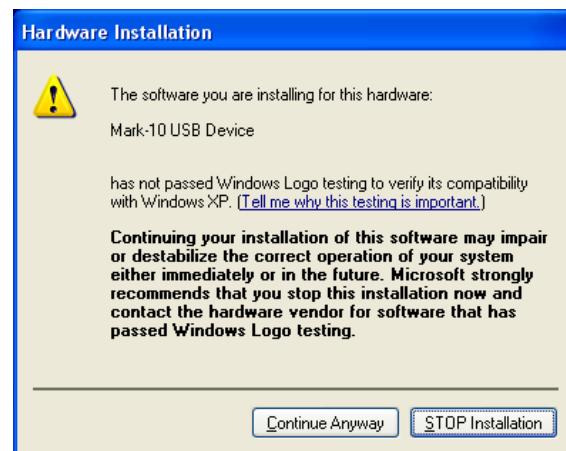 Hardware Installation
The software you are installing for this hardware:
Mark-10 USB Device
has not passed Windows Logo testing to verify its compatibility
with Windows XP. (Tell me why this testing is important.)
Continuing your installation of this software may impair
or destabilize the correct operation of your system
either immediately or in the future. Microsoft strongly
recommends that you stop this installation now and
contact the hardware vendor for software that has
passed Windows Logo testing.
Continue Anyway STOP Installation